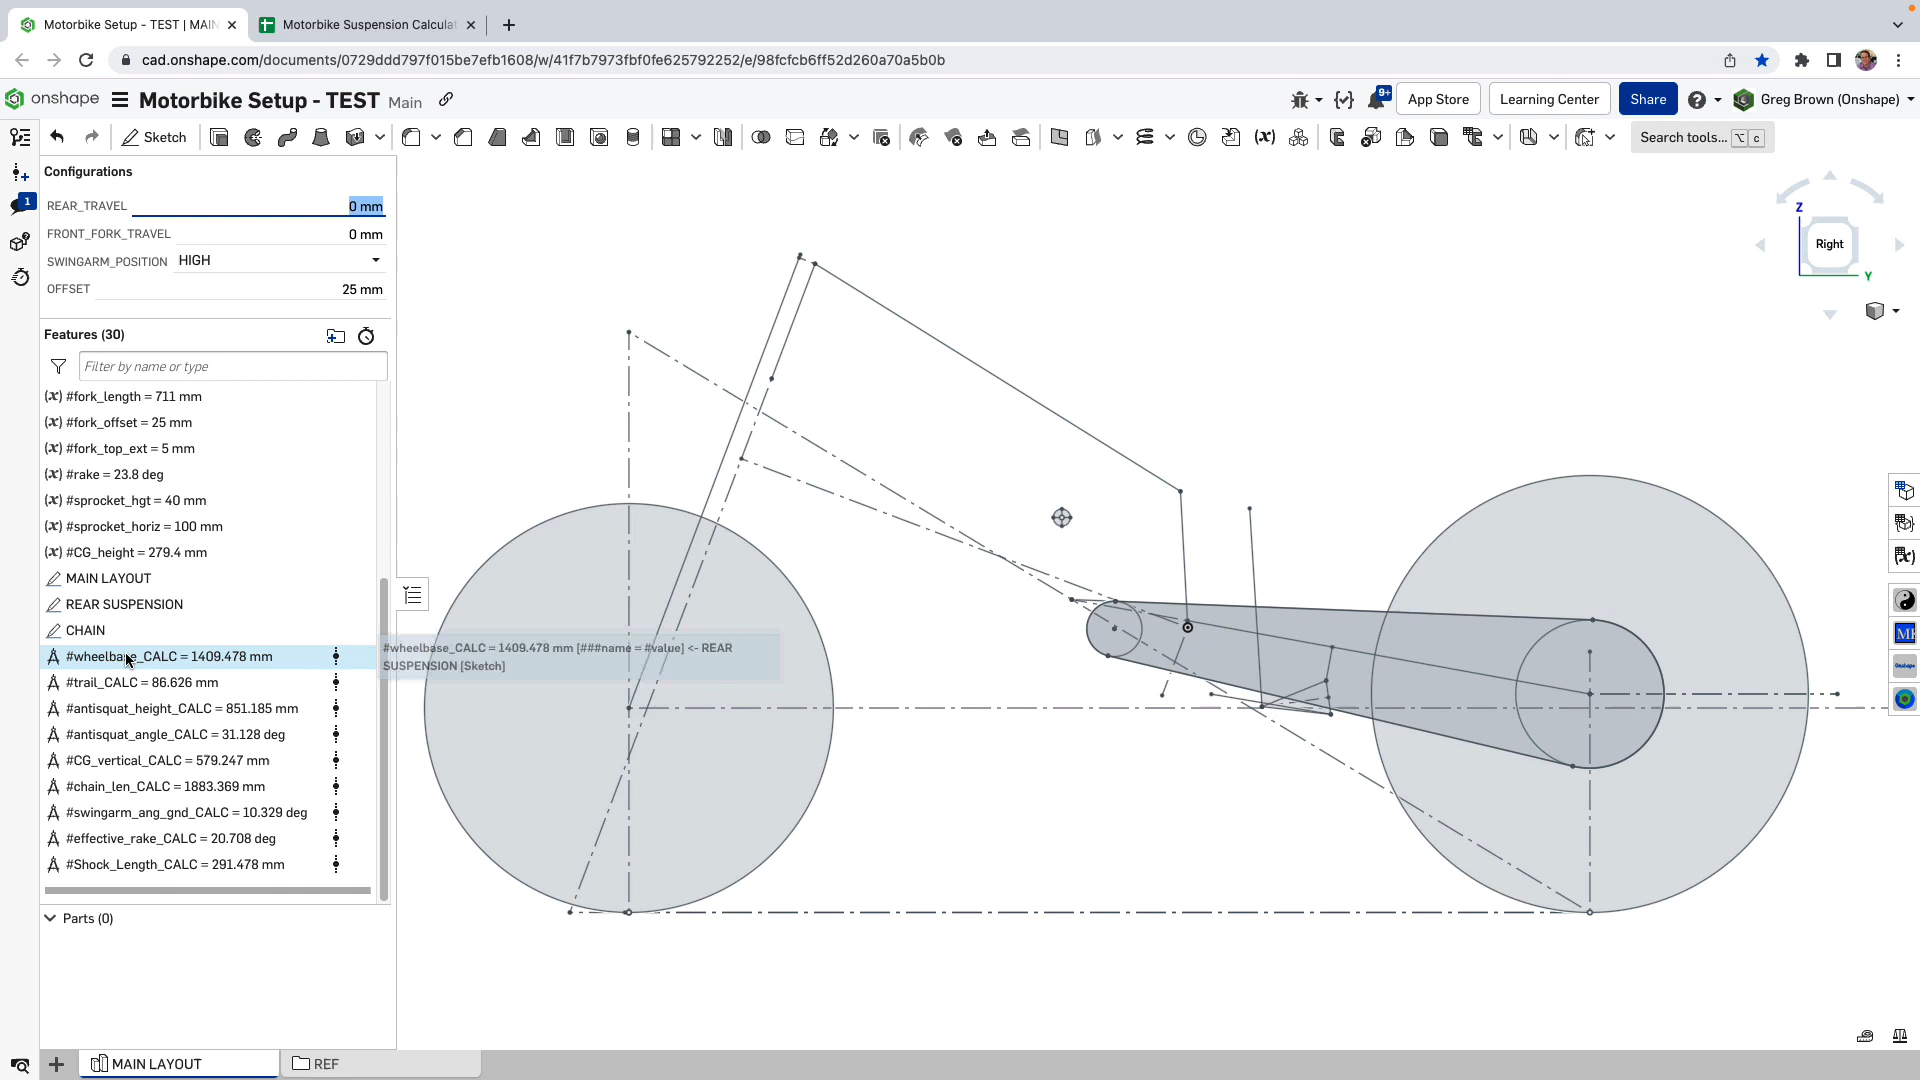 Motorbike Setup - TEST | MAIN
Motorbike Suspension Calculat
cad.onshape.com/documents/0729ddd797f015be7efb1608/w/41f7b7973fbf0fe625792252/e/98fcfcb6ff52d260a70a5b0b
onshape
Motorbike Setup - TEST Main
9+
App Store
Learning Center
Share
Greg Brown (Onshape)
Sketch
(x)
Search tools... ⌥ c
1
Configurations
REAR_TRAVEL 0 mm
FRONT_FORK_TRAVEL 0 mm
SWINGARM_POSITION HIGH
OFFSET 25 mm
Features (30)
Filter by name or type
(x) #fork_length = 711 mm
(x) #fork_offset = 25 mm
(x) #fork_top_ext = 5 mm
(x) #rake = 23.8 deg
(x) #sprocket_hgt = 40 mm
(x) #sprocket_horiz = 100 mm
(x) #CG_height = 279.4 mm
MAIN LAYOUT
REAR SUSPENSION
CHAIN
#wheelbase_CALC = 1409.478 mm
#trail_CALC = 86.626 mm
#antisquat_height_CALC = 851.185 mm
#antisquat_angle_CALC = 31.128 deg
#CG_vertical_CALC = 579.247 mm
#chain_len_CALC = 1883.369 mm
#swingarm_ang_gnd_CALC = 10.329 deg
#effective_rake_CALC = 20.708 deg
#Shock_Length_CALC = 291.478 mm
Parts (0)
#wheelbase_CALC = 1409.478 mm [###name = #value] <- REAR
SUSPENSION [Sketch]
Z
Right
Y
(x)
MK
Onshape
MAIN LAYOUT
REF